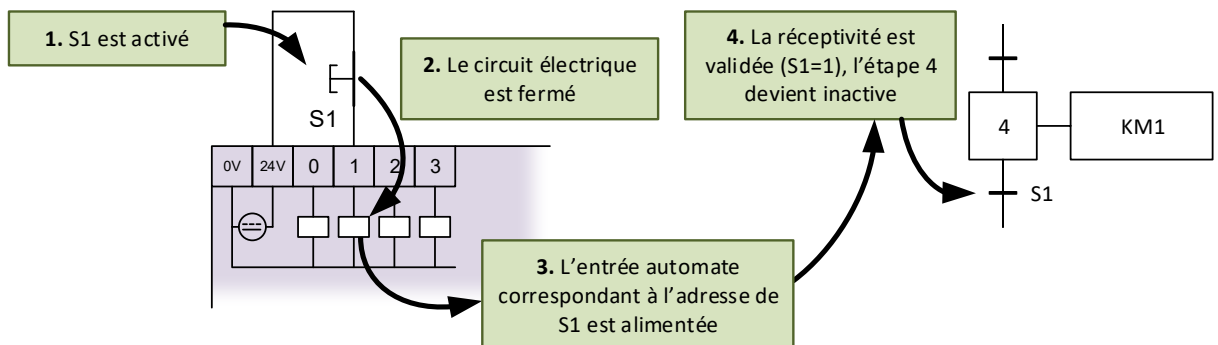 1. S1 est activé
2. Le circuit électrique
est fermé
4. La réceptivité est
validée (S1=1), l’étape 4
devient inactive
4
KM1
S1
S1
0V 24V 0 1 2 3
3. L’entrée automate
correspondant à l’adresse de
S1 est alimentée